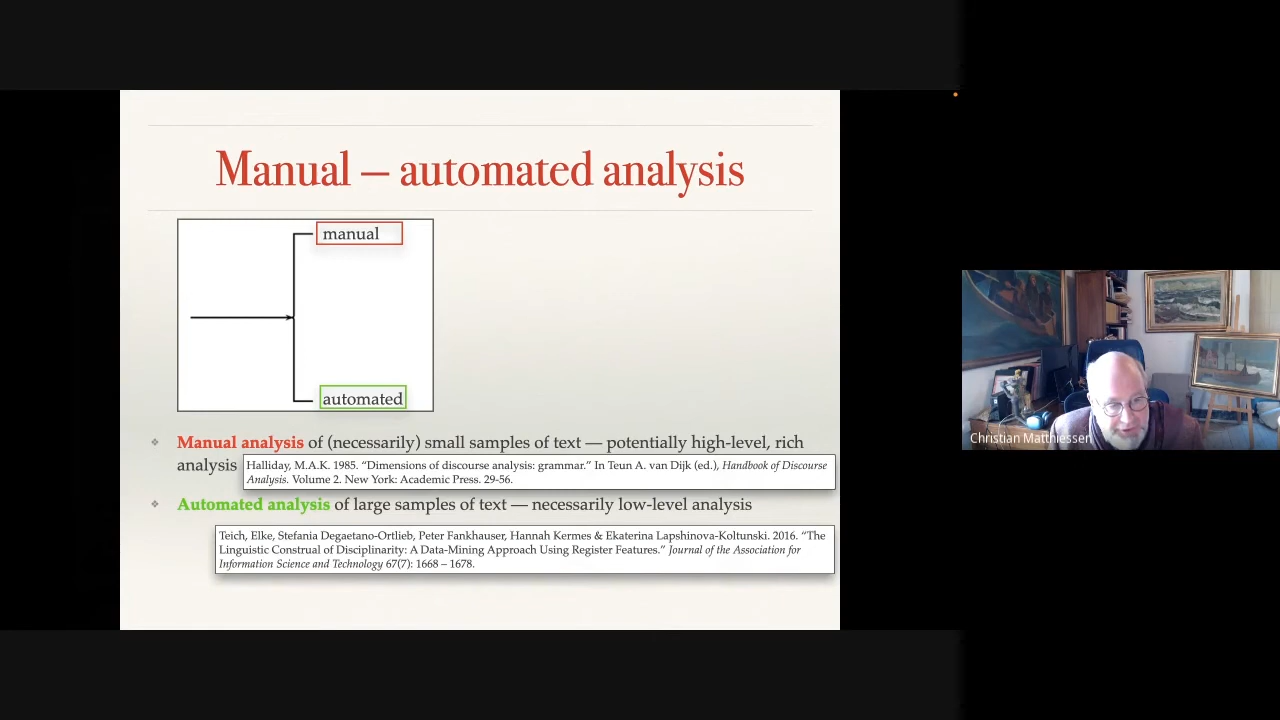 Manual — automated analysis
manual
automated
❖ Manual analysis of (necessarily) small samples of text — potentially high-level, rich
analysis
Halliday, M.A.K. 1985. “Dimensions of discourse analysis: grammar.” In Teun A. van Dijk (ed.), Handbook of Discourse
Analysis. Volume 2. New York: Academic Press. 29-56.
❖ Automated analysis of large samples of text — necessarily low-level analysis
Teich, Elke, Stefania Degaetano-Ortlieb, Peter Fankhauser, Hannah Kermes & Ekaterina Lapshinova-Koltunski. 2016. “The
Linguistic Construal of Disciplinarity: A Data-Mining Approach Using Register Features.” Journal of the Association for
Information Science and Technology 67(7): 1668 – 1678.
Christian Matthiessen